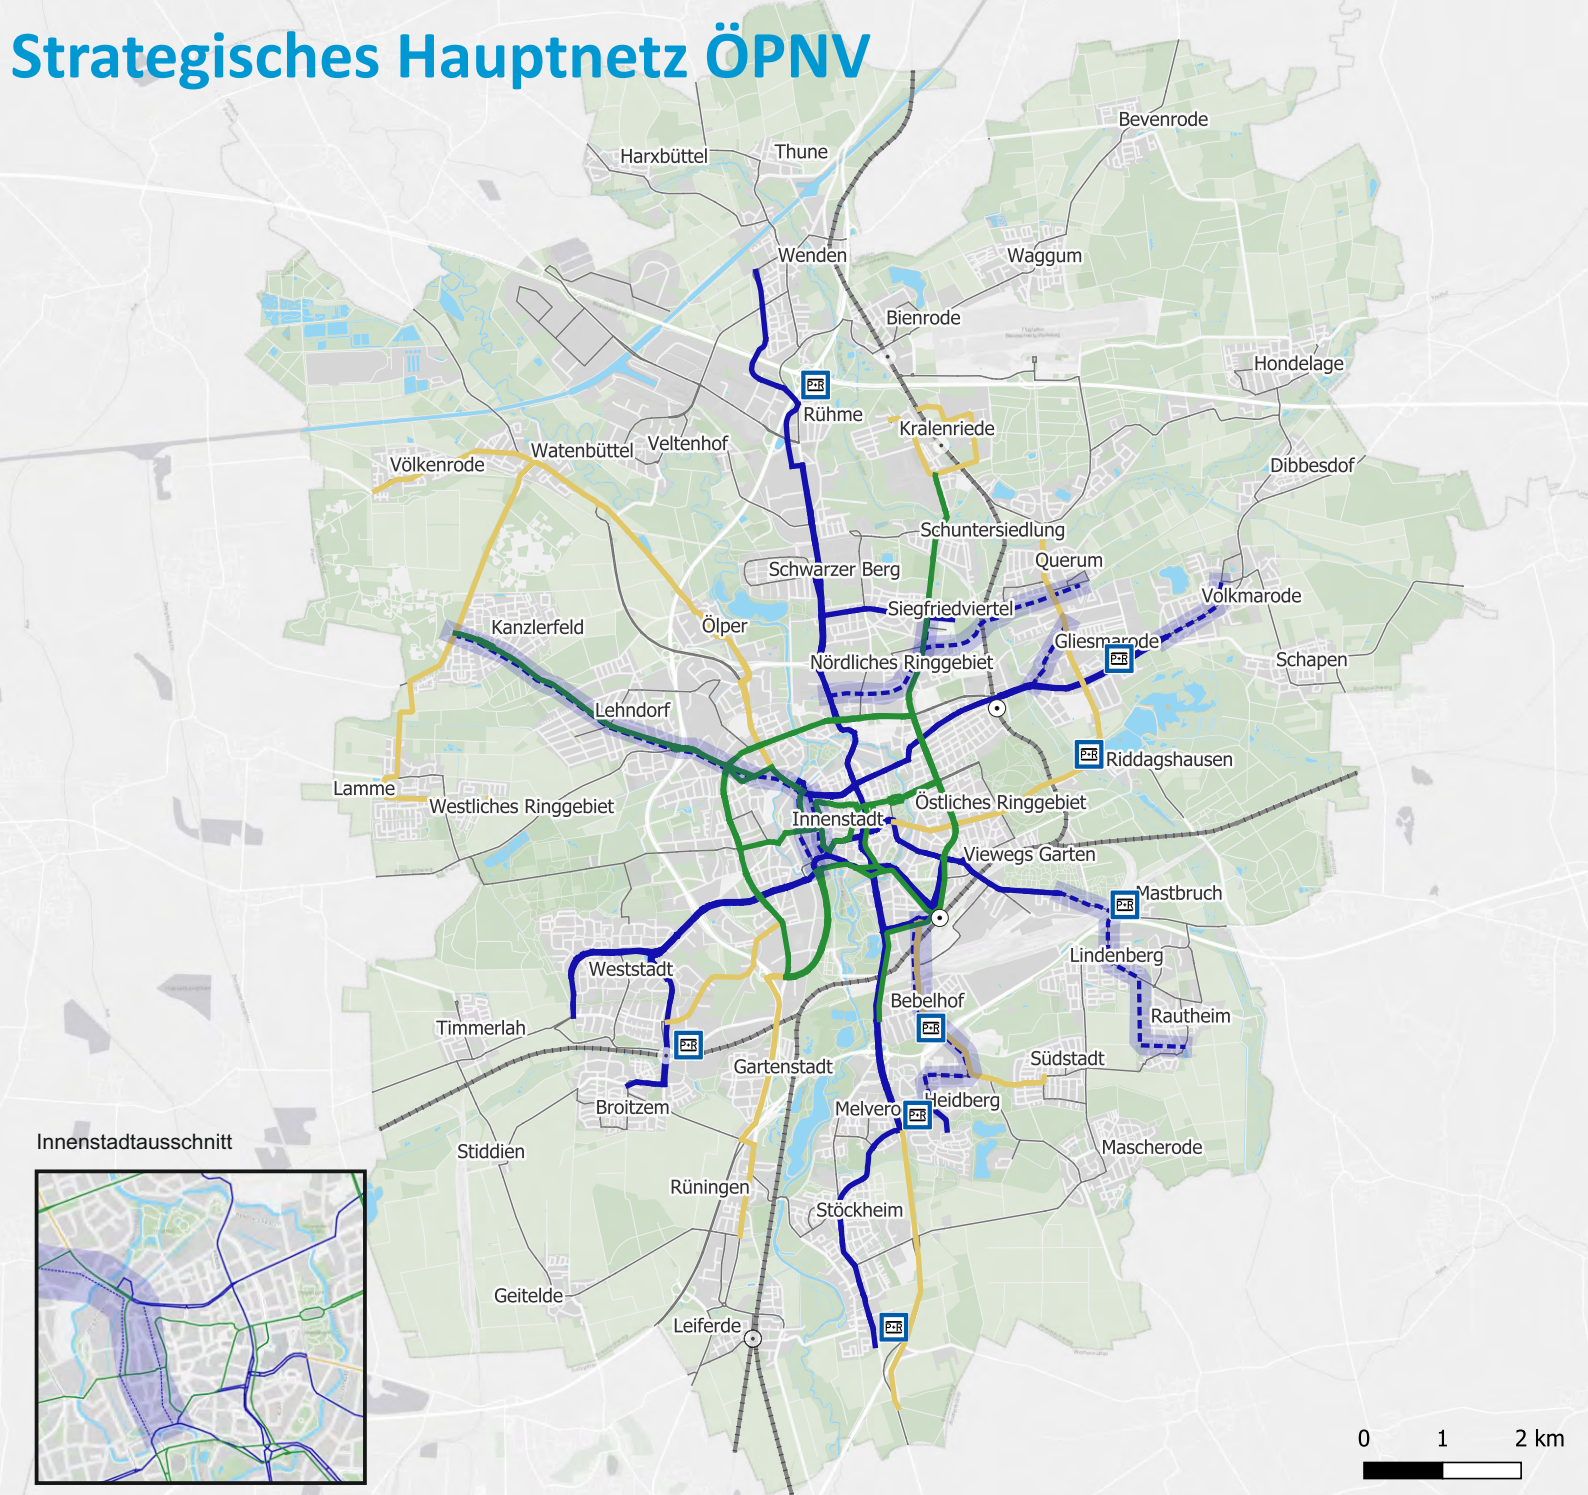 Strategisches Hauptnetz ÖPNV
Bevenrode
Harxbüttel
Thune
Wenden
Waggum
Bienrode
Hondelage
P+R
Rühme
Kralenriede
Veltenhof
Watenbüttel
Völkenrode
Dibbesdof
Schuntersiedlung
Querum
Schwarzer Berg
Volkmarode
Siegfriedviertel
Ölper
Kanzlerfeld
Gliesmarode
P+R
Nördliches Ringgebiet
Schapen
Lehndorf
P+R
Riddagshausen
Lamme
Westliches Ringgebiet
Östliches Ringgebiet
Innenstadt
Viewegs Garten
Mastbruch
P+R
Lindenberg
Weststadt
Bebelhof
Rautheim
Timmerlah
P+R
P+R
Südstadt
Gartenstadt
Heidberg
Broitzem
Melvero
P+R
Innenstadtausschnitt
Mascherode
Stiddien
Rüningen
Stöckheim
Geitelde
Leiferde
P+R
0 1 2 km